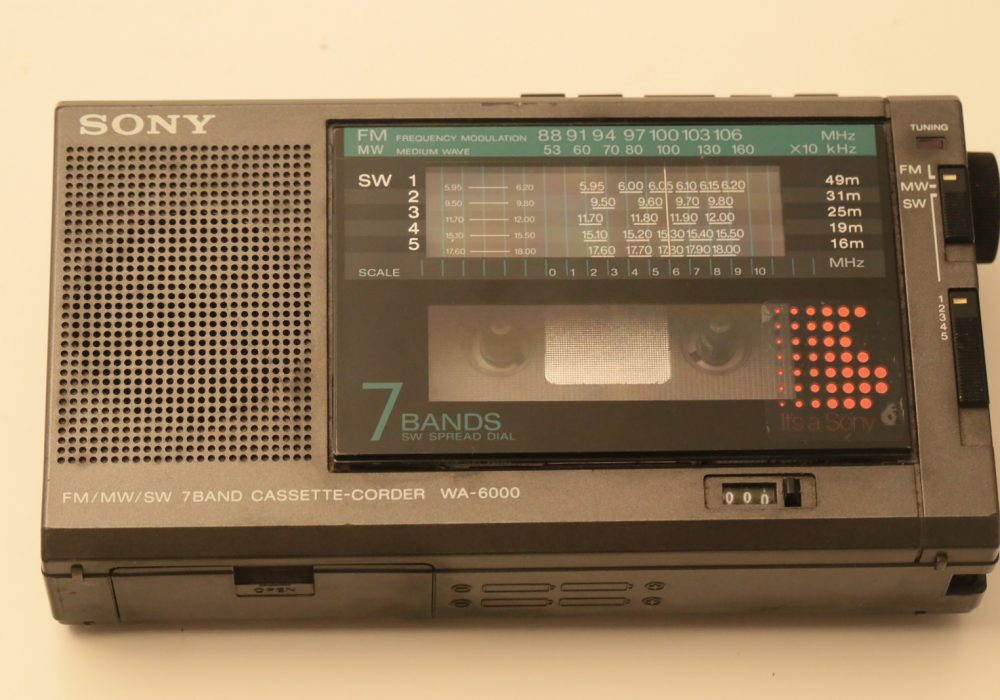 SONY
FM FREQUENCY MODULATION 88 91 94 97 100 103 106 MHz
MW MEDIUM WAVE 53 60 70 80 100 130 160 ×10 kHz
TUNING
FM
MW
SW
SW 1 5.95 6.20 5.95 6.00 6.05 6.10 6.15 6.20 49m
2 9.50 9.80 9.50 9.60 9.70 9.80 31m
3 11.70 12.00 11.70 11.80 11.90 12.00 25m
4 15.10 15.50 15.10 15.20 15.30 15.40 15.50 19m
5 17.60 18.00 17.60 17.70 17.80 17.90 18.00 16m
MHz
SCALE 0 1 2 3 4 5 6 7 8 9 10
1
2
3
4
5
7 BANDS
SW SPREAD DIAL
It's a Sony
FM/MW/SW 7BAND CASSETTE-CORDER WA-6000
0 0 0
OPEN